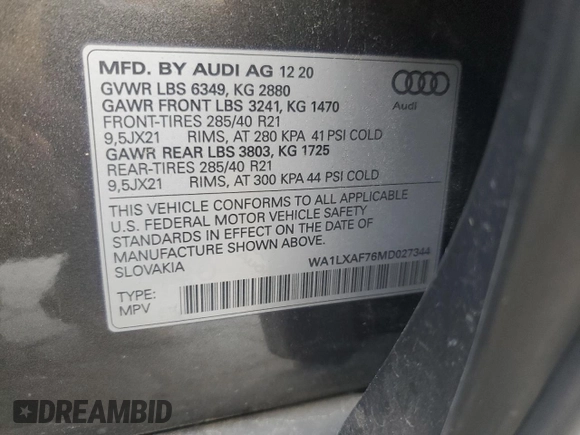 MFD. BY AUDI AG 12 20
GVWR LBS 6349, KG 2880
GAWR FRONT LBS 3241, KG 1470
FRONT-TIRES 285/40 R21
9,5JX21 RIMS, AT 280 KPA 41 PSI COLD
GAWR REAR LBS 3803, KG 1725
REAR-TIRES 285/40 R21
9,5JX21 RIMS, AT 300 KPA 44 PSI COLD
Audi
THIS VEHICLE CONFORMS TO ALL APPLICABLE
U.S. FEDERAL MOTOR VEHICLE SAFETY
STANDARDS IN EFFECT ON THE DATE OF
MANUFACTURE SHOWN ABOVE.
SLOVAKIA
WA1LXAF76MD027344
TYPE:
MPV
DREAMBID